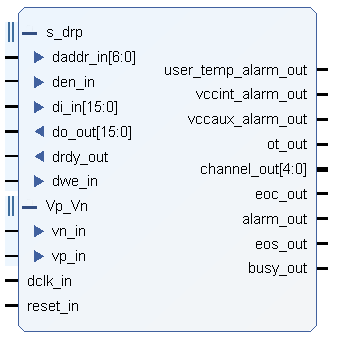 s_drp
daddr_in[6:0]
den_in
di_in[15:0]
do_out[15:0]
drdy_out
dwe_in
Vp_Vn
vn_in
vp_in
dclk_in
reset_in
user_temp_alarm_out
vccint_alarm_out
vccaux_alarm_out
ot_out
channel_out[4:0]
eoc_out
alarm_out
eos_out
busy_out